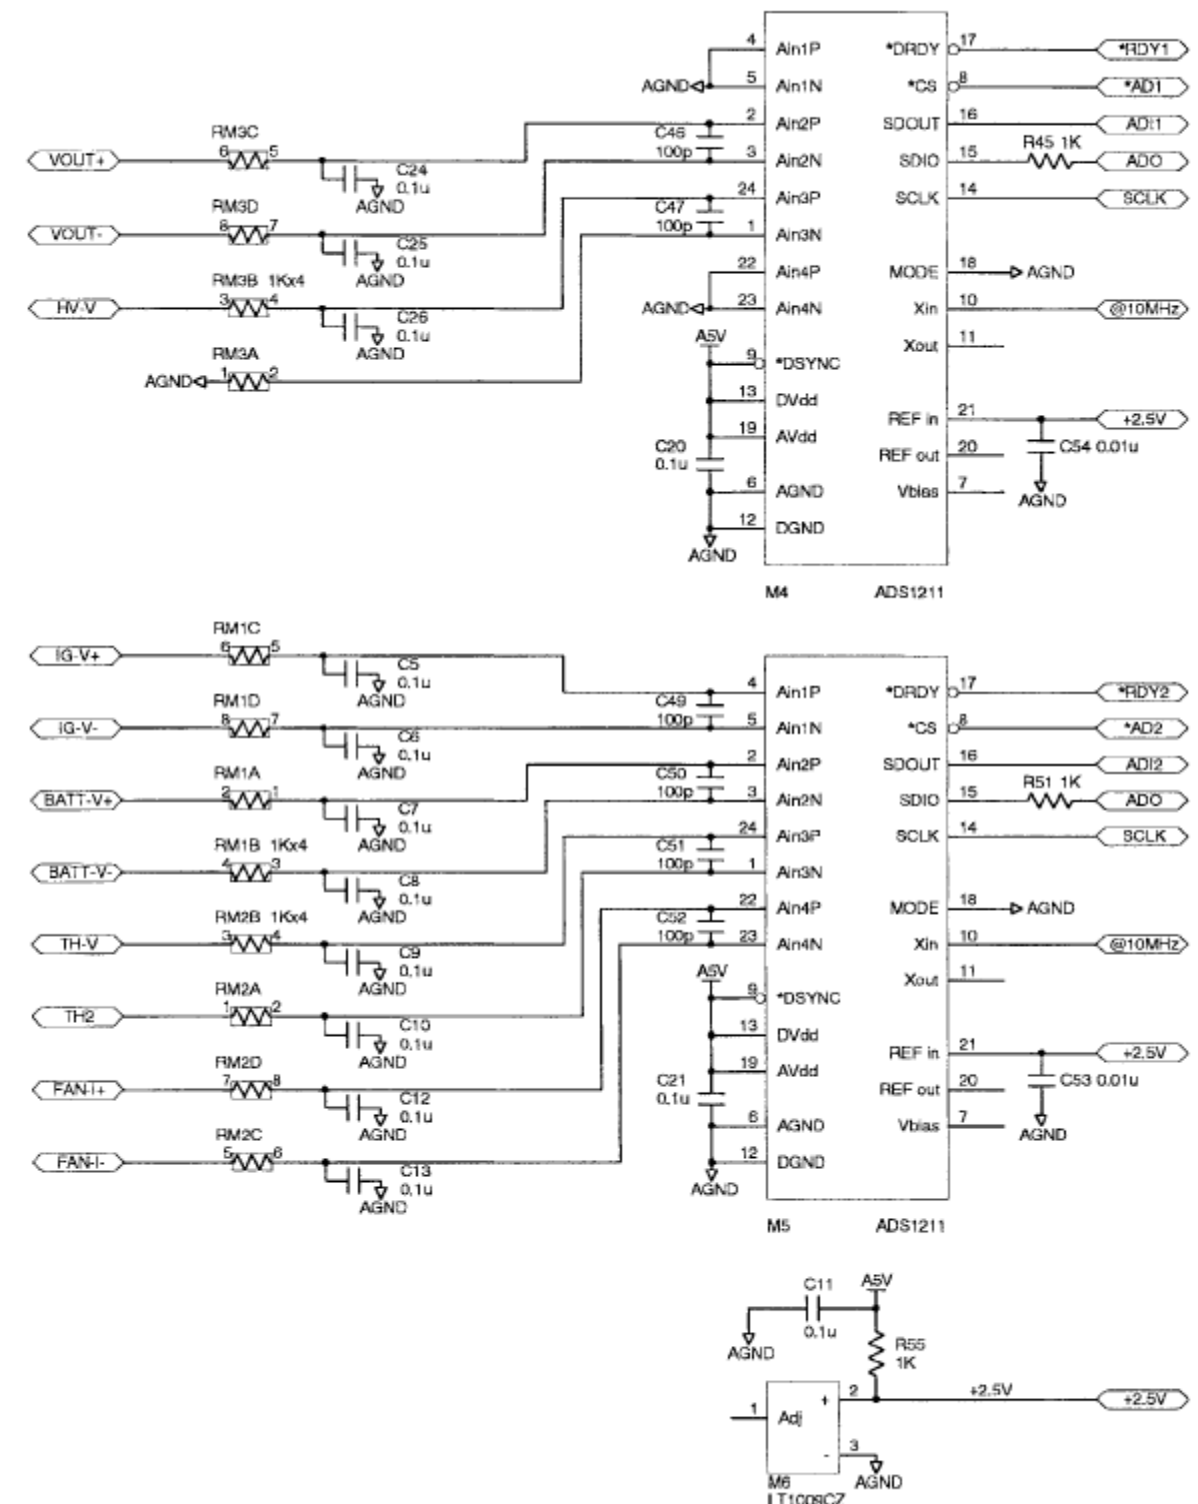 4 Ain1P *DRDY 17 *RDY1
AGND 5 Ain1N *CS 8 *AD1
RM3C C46 2 Ain2P SDOUT 16 ADI1
VOUT+ 6 5 C24 100p 3 Ain2N SDIO 15 R45 1K ADO
0.1u
AGND
RM3D C47 24 Ain3P SCLK 14 SCLK
VOUT- 8 7 C25 100p 1 Ain3N
0.1u
AGND
22 Ain4P MODE 18 AGND
RM3B 1Kx4
HV-V 3 4 C26 AGND 23 Ain4N Xin 10 @10MHz
0.1u
AGND
A5V
Xout 11
RM3A 9 *DSYNC
AGND 1 2
13 DVdd
REF in 21 +2.5V
19 AVdd
C20 REF out 20 C54 0.01u
0.1u
6 AGND Vbias 7 AGND
12 DGND
AGND
M4 ADS1211
RM1C
IG-V+ 6 5 C5
0.1u
AGND
4 Ain1P *DRDY 17 *RDY2
RM1D C49
IG-V- 8 7 C6 100p 5 Ain1N *CS 8 *AD2
0.1u
AGND
RM1A C50 2 Ain2P SDOUT 16 ADI2
BATT-V+ 2 1 C7 100p 3 Ain2N SDIO 15 R51 1K ADO
0.1u
AGND
RM1B 1Kx4 C51 24 Ain3P SCLK 14 SCLK
BATT-V- 4 3 C8 100p 1 Ain3N
0.1u
AGND
RM2B 1Kx4 C52 22 Ain4P MODE 18 AGND
TH-V 3 4 C9 100p 23 Ain4N Xin 10 @10MHz
0.1u
AGND
A5V
Xout 11
RM2A 9 *DSYNC
TH2 1 2 C10
0.1u
AGND
13 DVdd
REF in 21 +2.5V
RM2D 19 AVdd
FAN-I+ 7 8 C12 C21 REF out 20 C53 0.01u
0.1u 0.1u
AGND
RM2C 6 AGND Vbias 7 AGND
FAN-I- 5 6 C13 12 DGND
0.1u AGND
AGND
M5 ADS1211
C11 A5V
0.1u
AGND R55
1K
2 +2.5V +2.5V
+
1 Adj
-
3
M6 AGND
LT1009CZ